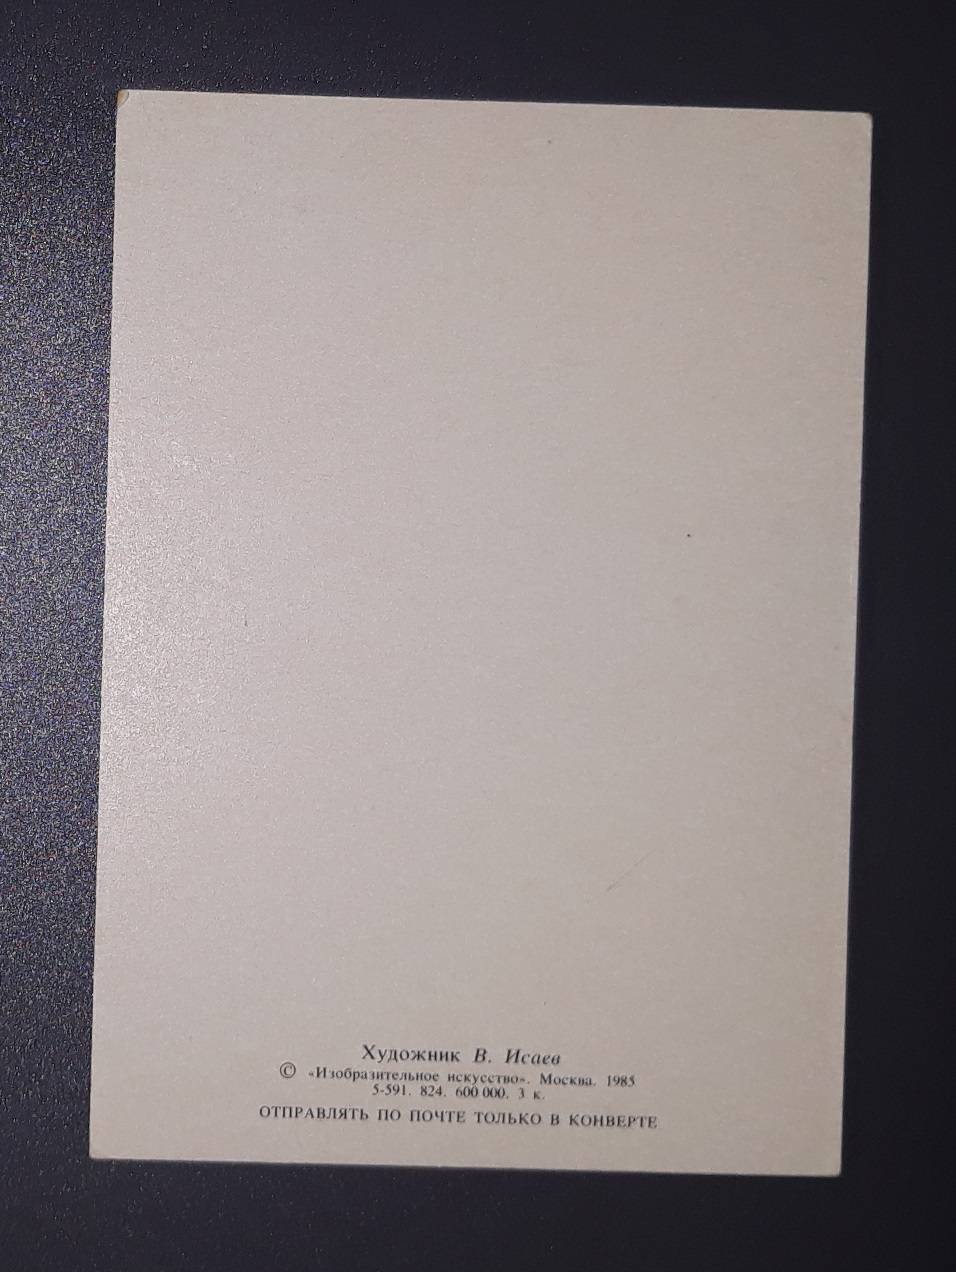 Художник В. Исаев
© «Изобразительное искусство». Москва. 1985
5-591. 824. 600 000. 3 к.
ОТПРАВЛЯТЬ ПО ПОЧТЕ ТОЛЬКО В КОНВЕРТЕ